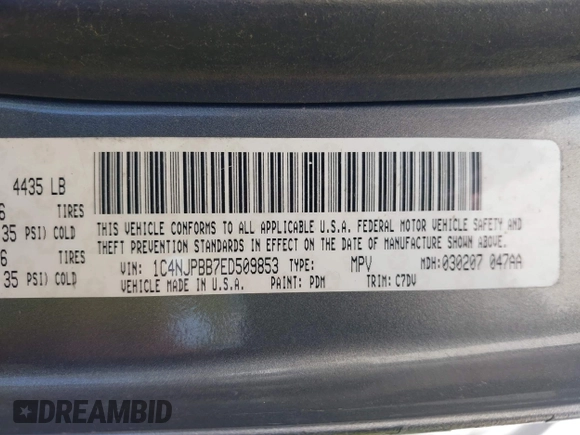 4435 LB
6 TIRES
35 PSI) COLD
6 TIRES
35 PSI) COLD
THIS VEHICLE CONFORMS TO ALL APPLICABLE U.S.A. FEDERAL MOTOR VEHICLE SAFETY AND
THEFT PREVENTION STANDARDS IN EFFECT ON THE DATE OF MANUFACTURE SHOWN ABOVE.
VIN: 1C4NJPBB7ED509853 TYPE: MPV MDH:030207 047AA
VEHICLE MADE IN U.S.A. PAINT: PDM TRIM: C7DV
DREAMBID